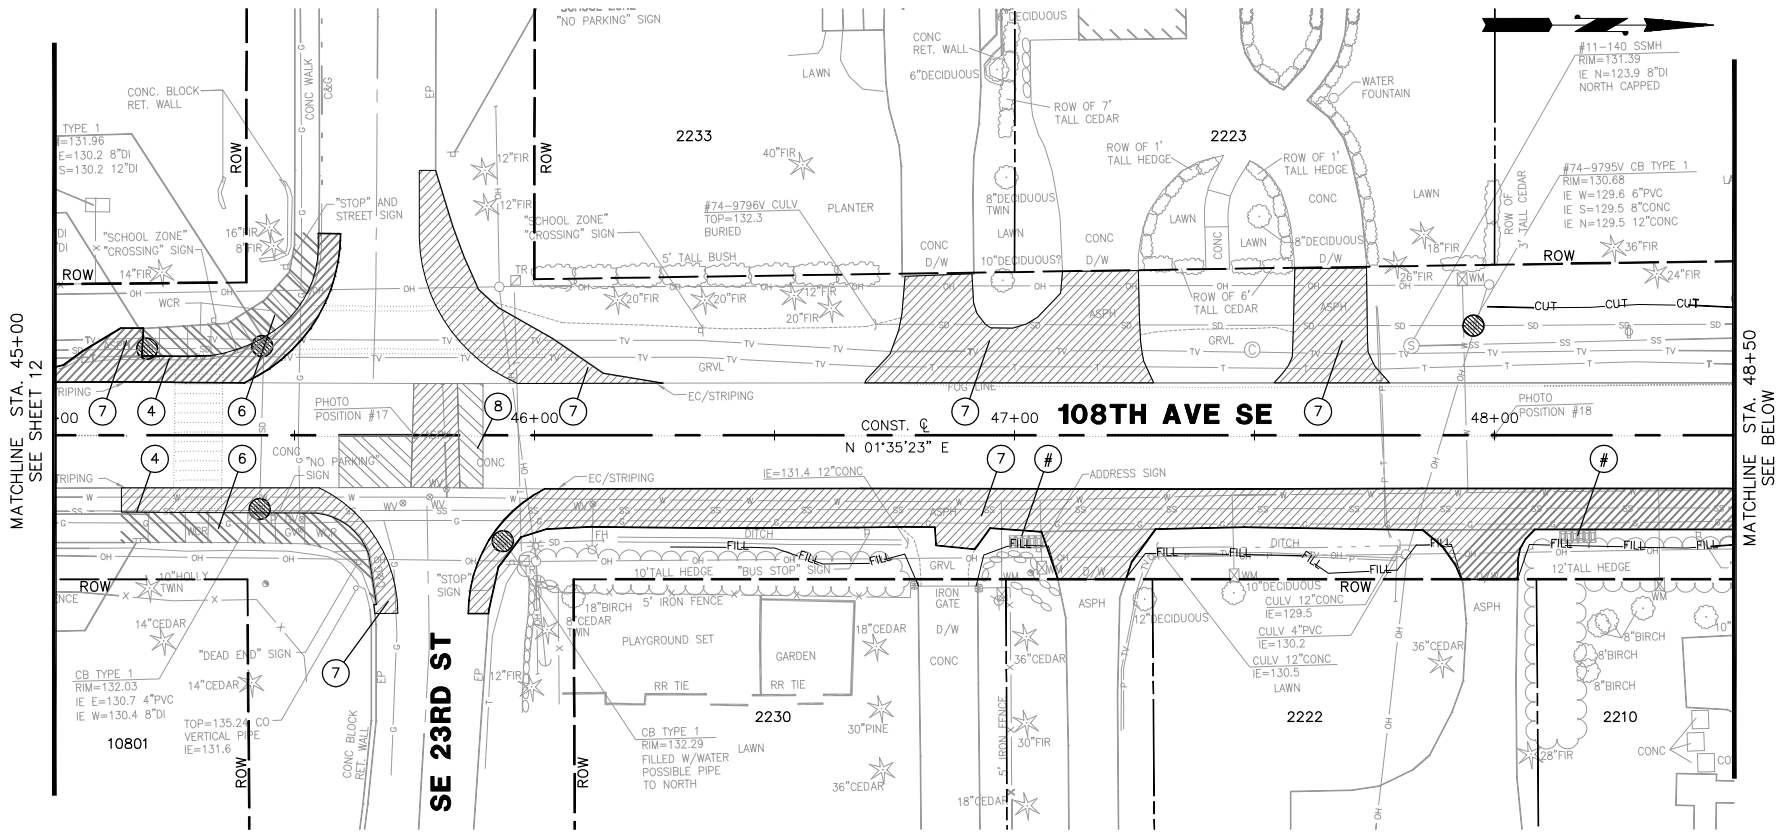 "NO PARKING" SIGN
6"DECIDUOUS
CONC
RET. WALL
6"DECIDUOUS
LAWN
#11-140 SSMH
RIM=131.39
IE N=123.9 8"DI
NORTH CAPPED
WATER
FOUNTAIN
CONC. BLOCK
RET. WALL
CONC WALK
C&G
EP
ROW OF 7'
TALL CEDAR
TYPE 1
I=131.96
E=130.2 8"DI
S=130.2 12"DI
ROW
ROW
2233
2223
12"FIR
40"FIR
ROW OF 1'
TALL HEDGE
ROW OF 1'
TALL HEDGE
#74-9795V CB TYPE 1
RIM=130.68
IE W=129.6 6"PVC
IE S=129.5 8"CONC
IE N=129.5 12"CONC
"STOP" AND
STREET SIGN
12"FIR
#74-9796V CULV
TOP=132.3
BURIED
PLANTER
8"DECIDUOUS
TWIN
CONC
LAWN
ROW OF
3' TALL CEDAR
"SCHOOL ZONE"
"CROSSING" SIGN
16"FIR
8"FIR
"SCHOOL ZONE"
"CROSSING" SIGN
LAWN
LAWN
CONC
D/W
CONC
D/W
CONC
LAWN
8"DECIDUOUS
D/W
18"FIR
36"FIR
ROW
14"FIR
TR
5' TALL BUSH
10"DECIDUOUS?
26"FIR
WM
ROW
24"FIR
WCR
20"FIR
20"FIR
12"FIR
20"FIR
ROW OF 6'
TALL CEDAR
ASPH
ASPH
CUT
CUT
CUT
GRVL
GRVL
C
S
FOG LINE
EC/STRIPING
MATCHLINE STA. 45+00
SEE SHEET 12
MATCHLINE STA. 48+50
SEE BELOW
7
4
6
PHOTO
POSITION #17
8
46+00
7
7
47+00
108TH AVE SE
7
48+00
PHOTO
POSITION #18
CONST. ℄
N 01°35'23" E
4
6
CONC
"NO PARKING"
SIGN
CONC
EC/STRIPING
IE=131.4 12"CONC
7
#
ADDRESS SIGN
EC/STRIPING
#
WV
WV
WCR
GV
WCR
FH
DITCH
ASPH
DITCH
FILL
FILL
FILL
FILL
FILL
FILL
FILL
FILL
FILL
FILL
FILL
FILL
ROW
10"HOLLY
TWIN
"STOP"
SIGN
10'TALL HEDGE
"BUS STOP" SIGN
GRVL
WM
D/W
WM
10"DECIDUOUS
ROW
12'TALL HEDGE
WM
14"CEDAR
18"BIRCH
5' IRON FENCE
8"CEDAR
TWIN
IRON
GATE
ASPH
12"DECIDUOUS
CULV 12"CONC
IE=129.5
ASPH
"DEAD END" SIGN
SE 23RD ST
PLAYGROUND SET
GARDEN
18"CEDAR
D/W
CONC
36"CEDAR
CULV 4"PVC
IE=130.2
CULV 12"CONC
IE=130.5
LAWN
36"CEDAR
8"BIRCH
8"BIRCH
8"BIRCH
CB TYPE 1
RIM=132.03
IE E=130.7 4"PVC
IE W=130.4 8"DI
14"CEDAR
7
EP
EP
12"FIR
RR TIE
RR TIE
TOP=135.24 CO
VERTICAL PIPE
IE=131.6
10801
2230
30"PINE
5' IRON FENCE
30"FIR
2222
2210
CONC BLOCK
RET. WALL
ROW
ROW
CB TYPE 1
RIM=132.29
FILLED W/WATER
POSSIBLE PIPE
TO NORTH
LAWN
36"CEDAR
18"CEDAR
28"FIR
CONC